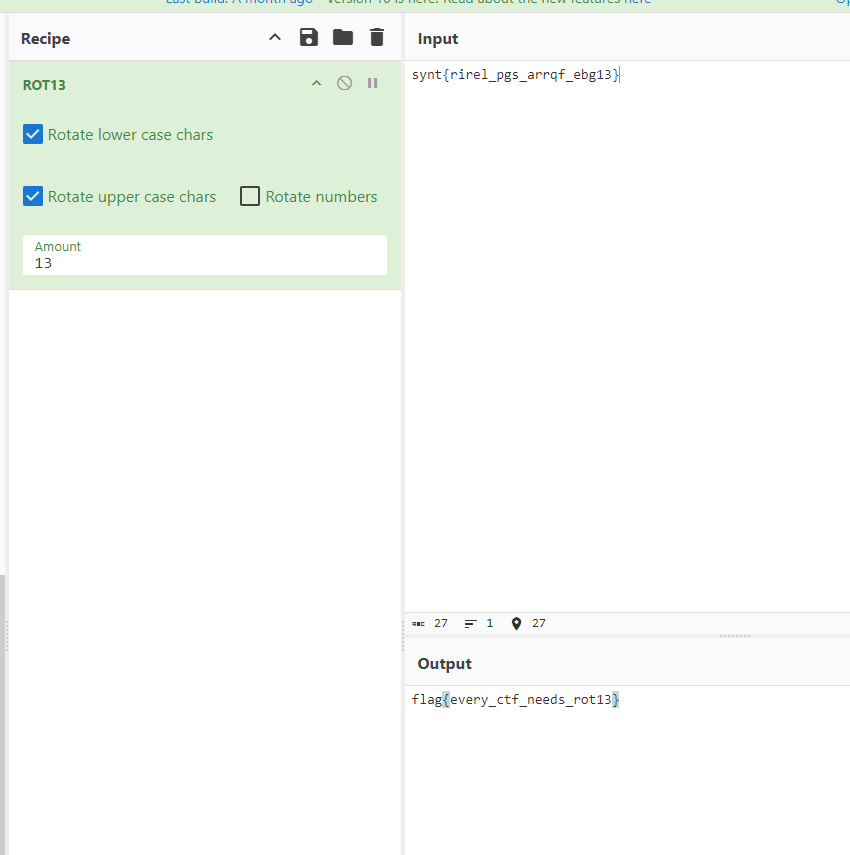 Last build: A month ago - Version 10 is here! Read about the new features here
Recipe
ROT13
Rotate lower case chars
Rotate upper case chars
Rotate numbers
Amount
13
Input
synt{rirel_pgs_arrqf_ebg13}
ABC 27 1 27
Output
flag{every_ctf_needs_rot13}